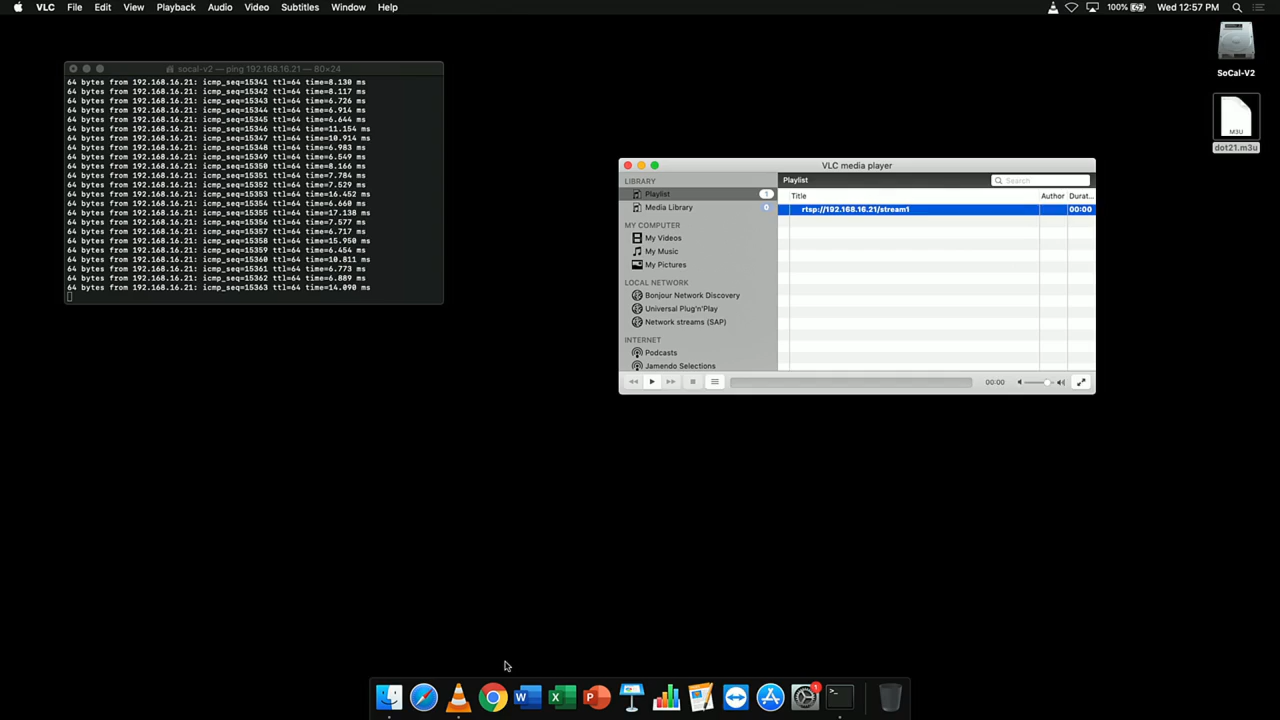 VLC File Edit View Playback Audio Video Subtitles Window Help 100% Wed 12:57 PM
SoCal-V2
M3U
dot21.m3u
socal-v2 — ping 192.168.16.21 — 80×24
64 bytes from 192.168.16.21: icmp_seq=15341 ttl=64 time=8.130 ms
64 bytes from 192.168.16.21: icmp_seq=15342 ttl=64 time=8.117 ms
64 bytes from 192.168.16.21: icmp_seq=15343 ttl=64 time=6.726 ms
64 bytes from 192.168.16.21: icmp_seq=15344 ttl=64 time=6.914 ms
64 bytes from 192.168.16.21: icmp_seq=15345 ttl=64 time=6.644 ms
64 bytes from 192.168.16.21: icmp_seq=15346 ttl=64 time=11.154 ms
64 bytes from 192.168.16.21: icmp_seq=15347 ttl=64 time=10.914 ms
64 bytes from 192.168.16.21: icmp_seq=15348 ttl=64 time=6.983 ms
64 bytes from 192.168.16.21: icmp_seq=15349 ttl=64 time=6.549 ms
64 bytes from 192.168.16.21: icmp_seq=15350 ttl=64 time=8.166 ms
64 bytes from 192.168.16.21: icmp_seq=15351 ttl=64 time=7.784 ms
64 bytes from 192.168.16.21: icmp_seq=15352 ttl=64 time=7.529 ms
64 bytes from 192.168.16.21: icmp_seq=15353 ttl=64 time=16.452 ms
64 bytes from 192.168.16.21: icmp_seq=15354 ttl=64 time=6.660 ms
64 bytes from 192.168.16.21: icmp_seq=15355 ttl=64 time=17.138 ms
64 bytes from 192.168.16.21: icmp_seq=15356 ttl=64 time=7.577 ms
64 bytes from 192.168.16.21: icmp_seq=15357 ttl=64 time=6.717 ms
64 bytes from 192.168.16.21: icmp_seq=15358 ttl=64 time=15.950 ms
64 bytes from 192.168.16.21: icmp_seq=15359 ttl=64 time=6.454 ms
64 bytes from 192.168.16.21: icmp_seq=15360 ttl=64 time=10.811 ms
64 bytes from 192.168.16.21: icmp_seq=15361 ttl=64 time=6.773 ms
64 bytes from 192.168.16.21: icmp_seq=15362 ttl=64 time=6.889 ms
64 bytes from 192.168.16.21: icmp_seq=15363 ttl=64 time=14.090 ms
VLC media player
LIBRARY
Playlist 1
Media Library 0
MY COMPUTER
My Videos
My Music
My Pictures
LOCAL NETWORK
Bonjour Network Discovery
Universal Plug'n'Play
Network streams (SAP)
INTERNET
Podcasts
Jamendo Selections
Playlist
Search
Title Author Durat...
rtsp://192.168.16.21/stream1 00:00
00:00
W X P 1 >_